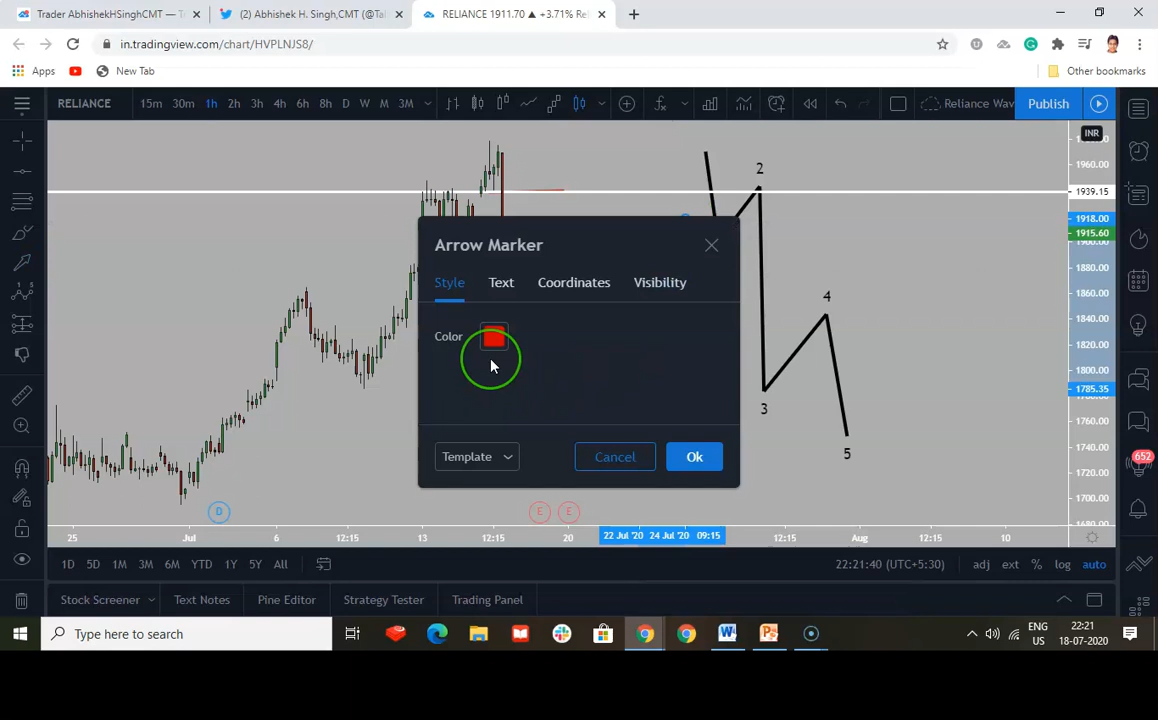 Trader AbhishekHSinghCMT —
(2) Abhishek H. Singh,CMT (@Tal
RELIANCE 1911.70 ▲ +3.71% Rel
in.tradingview.com/chart/HVPLNJS8/
Apps
New Tab
Other bookmarks
RELIANCE 15m 30m 1h 2h 3h 4h 6h 8h D W M 3M
Reliance Wav
Publish
INR
1960.00
1939.15
1918.00
1915.60
1880.00
1860.00
1840.00
1820.00
1800.00
1785.35
1760.00
1740.00
1720.00
1700.00
2
4
3
5
Arrow Marker
Style Text Coordinates Visibility
Color
Template
Cancel
Ok
D
E E
652
25 Jul 6 12:15 13 12:15 20 22 Jul '20 24 Jul '20 09:15 12:15 Aug 12:15 10
1D 5D 1M 3M 6M YTD 1Y 5Y All
22:21:40 (UTC+5:30) adj ext % log auto
Stock Screener Text Notes Pine Editor Strategy Tester Trading Panel
Type here to search
ENG
US
22:21
18-07-2020